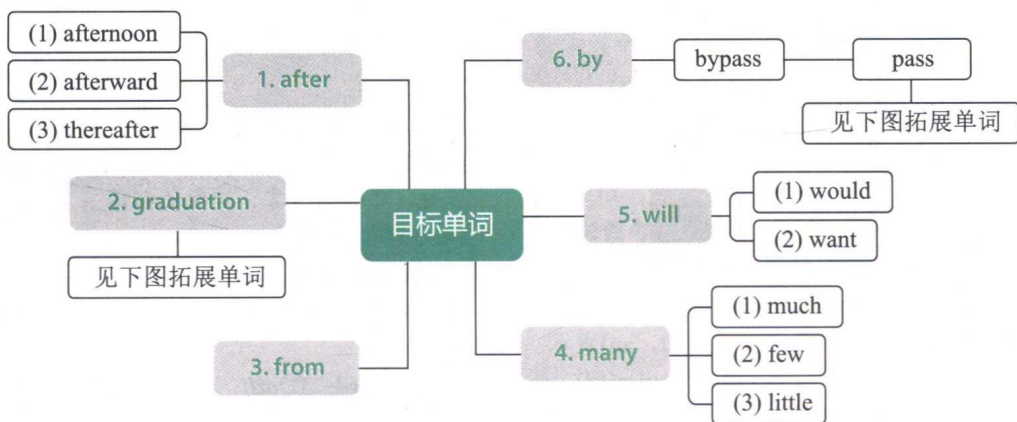 (1) afternoon
(2) afterward
(3) thereafter
1. after
2. graduation
见下图拓展单词
3. from
目标单词
6. by
bypass
pass
见下图拓展单词
5. will
(1) would
(2) want
4. many
(1) much
(2) few
(3) little